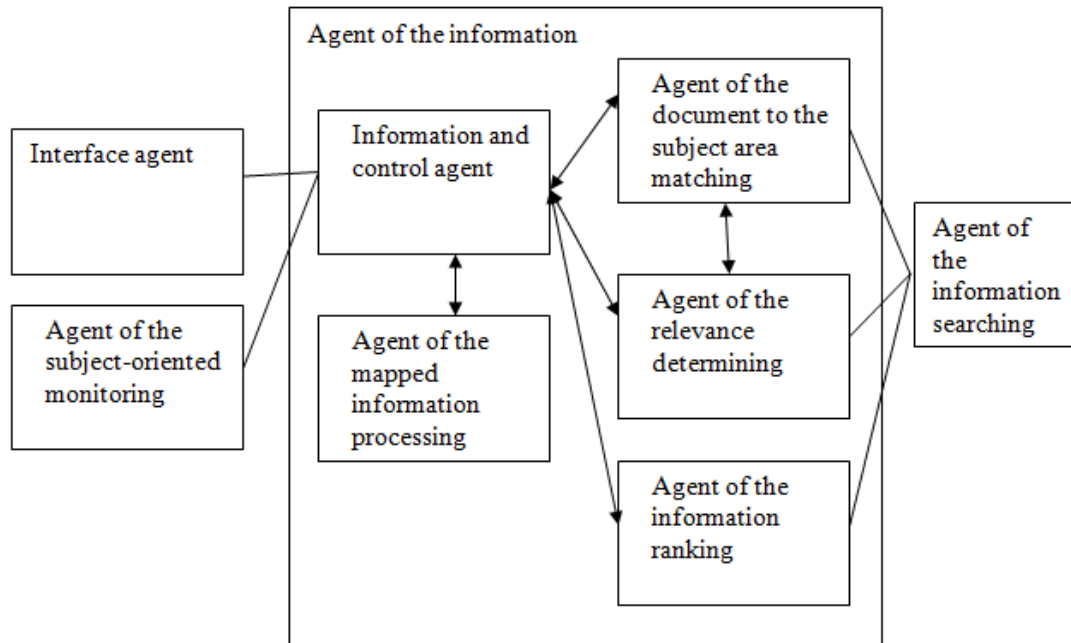 Agent of the information
Interface agent
Agent of the
subject-oriented
monitoring
Information and
control agent
Agent of the
mapped
information
processing
Agent of the
document to the
subject area
matching
Agent of the
relevance
determining
Agent of the
information
ranking
Agent of
the
information
searching